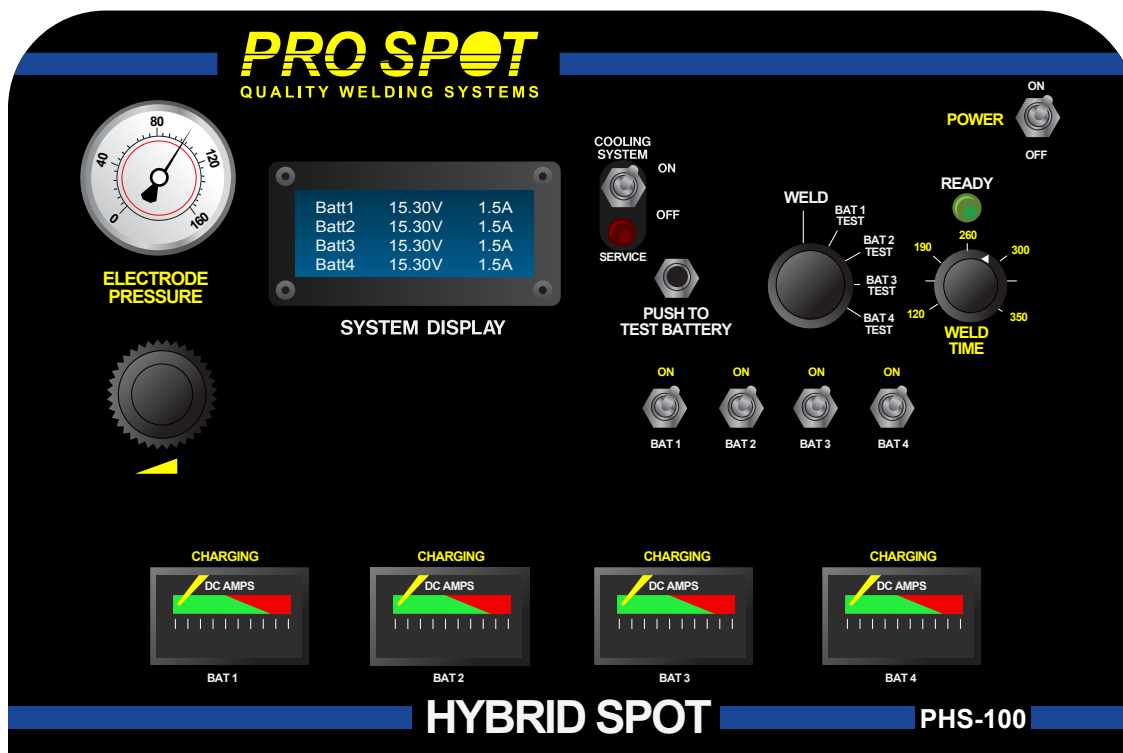 PRO SPOT
QUALITY WELDING SYSTEMS
ON
POWER
OFF
0
40
80
120
160
ELECTRODE
PRESSURE
Batt1 15.30V 1.5A
Batt2 15.30V 1.5A
Batt3 15.30V 1.5A
Batt4 15.30V 1.5A
SYSTEM DISPLAY
COOLING
SYSTEM
ON
OFF
SERVICE
PUSH TO
TEST BATTERY
WELD
BAT 1
TEST
BAT 2
TEST
BAT 3
TEST
BAT 4
TEST
READY
120
190
260
300
350
WELD
TIME
ON ON ON ON
BAT 1 BAT 2 BAT 3 BAT 4
CHARGING CHARGING CHARGING CHARGING
DC AMPS DC AMPS DC AMPS DC AMPS
BAT 1 BAT 2 BAT 3 BAT 4
HYBRID SPOT
PHS-100